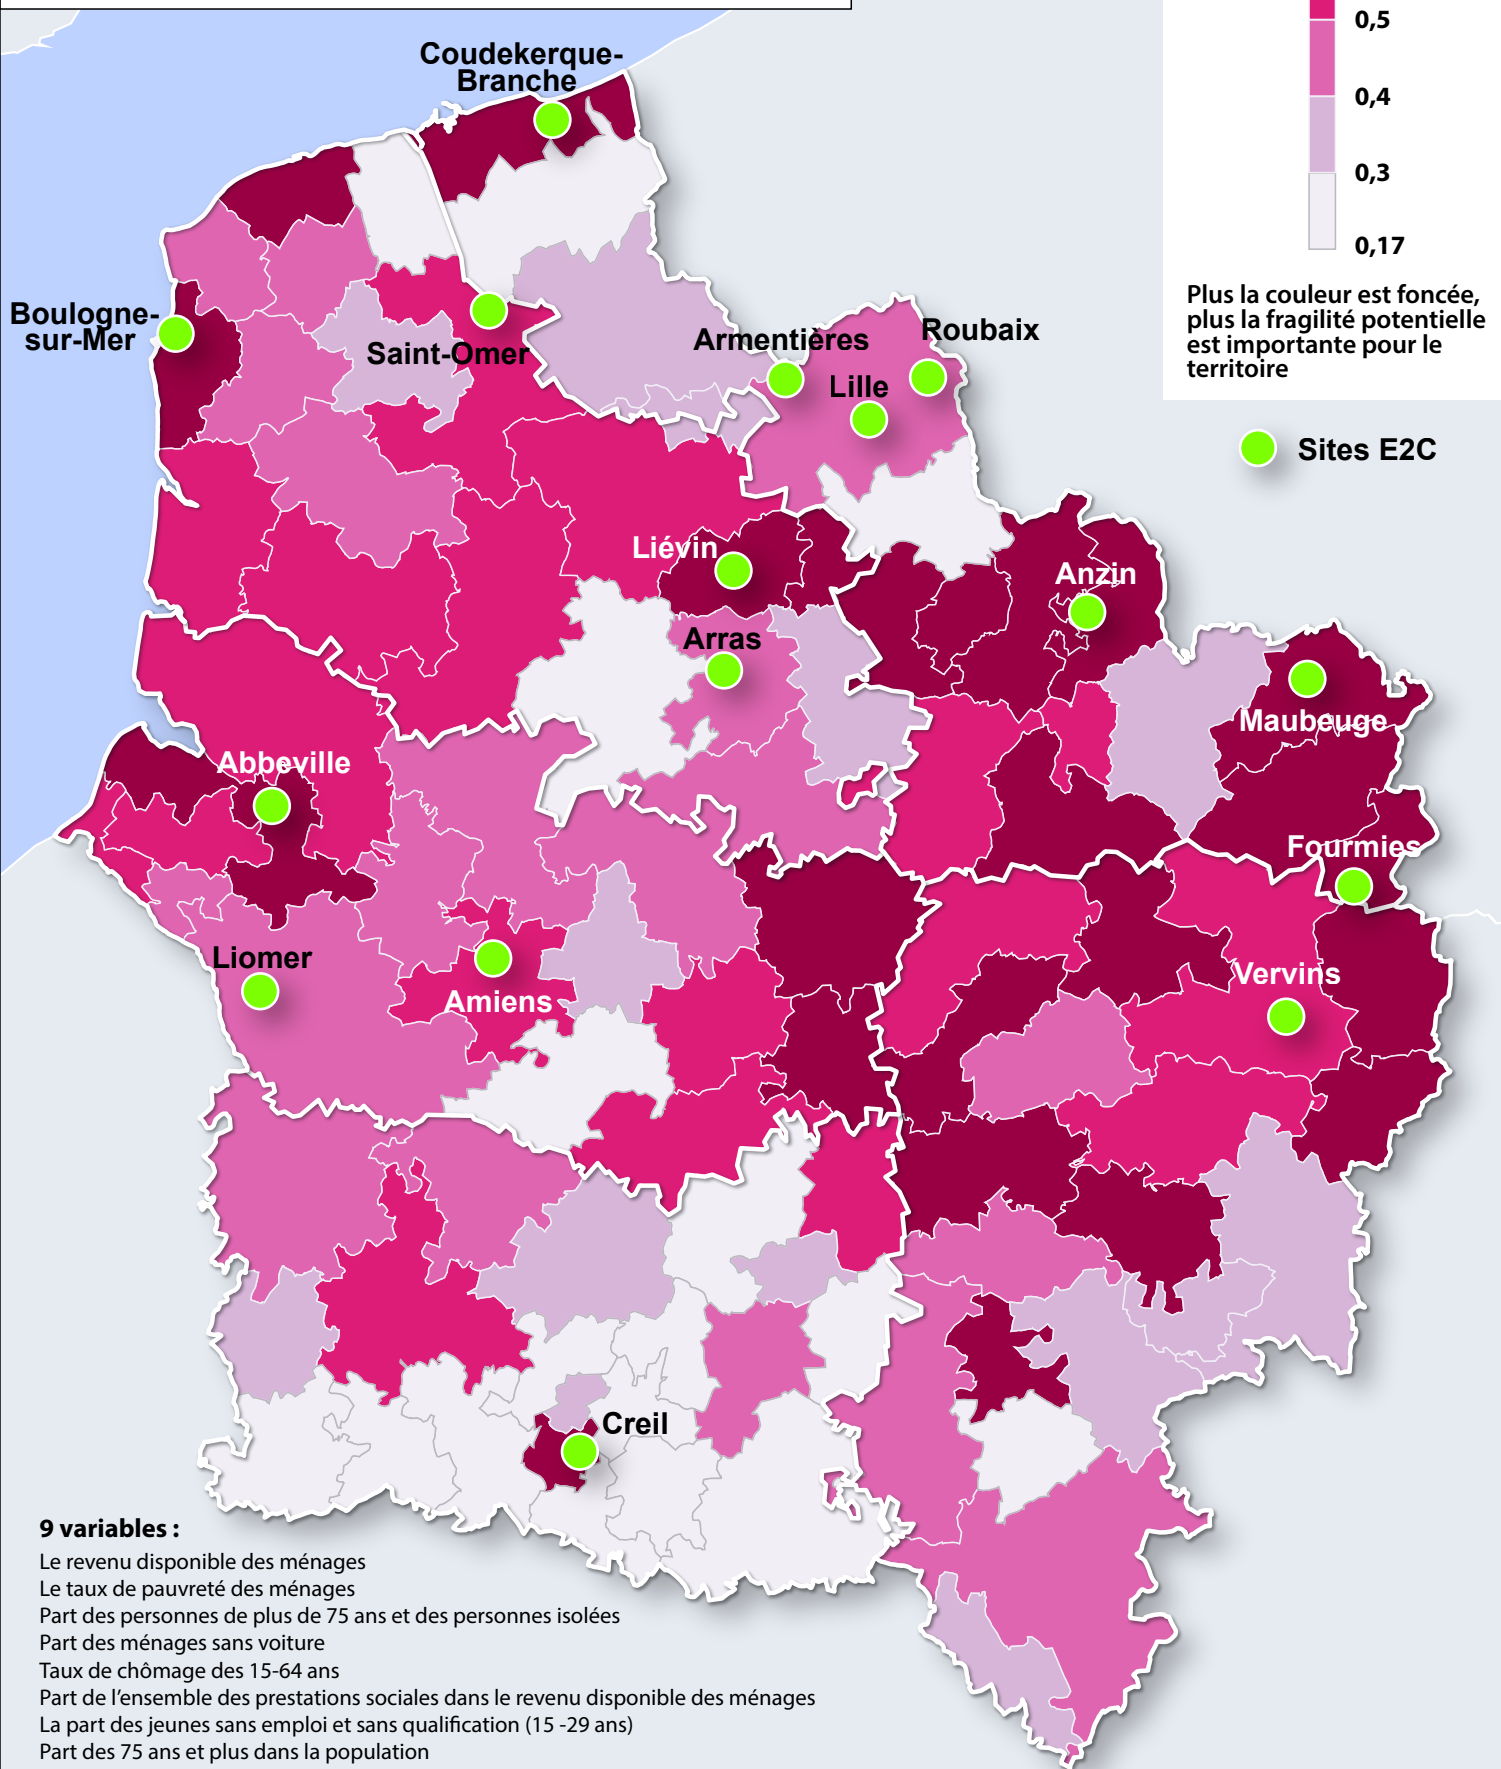 0,5
0,4
0,3
0,17
Plus la couleur est foncée,
plus la fragilité potentielle
est importante pour le
territoire
Sites E2C
Coudekerque-
Branche
Boulogne-
sur-Mer
Saint-Omer
Armentières
Roubaix
Lille
Liévin
Anzin
Arras
Maubeuge
Abbeville
Fourmies
Liomer
Amiens
Vervins
Creil
9 variables :
Le revenu disponible des ménages
Le taux de pauvreté des ménages
Part des personnes de plus de 75 ans et des personnes isolées
Part des ménages sans voiture
Taux de chômage des 15-64 ans
Part de l'ensemble des prestations sociales dans le revenu disponible des ménages
La part des jeunes sans emploi et sans qualification (15 -29 ans)
Part des 75 ans et plus dans la population